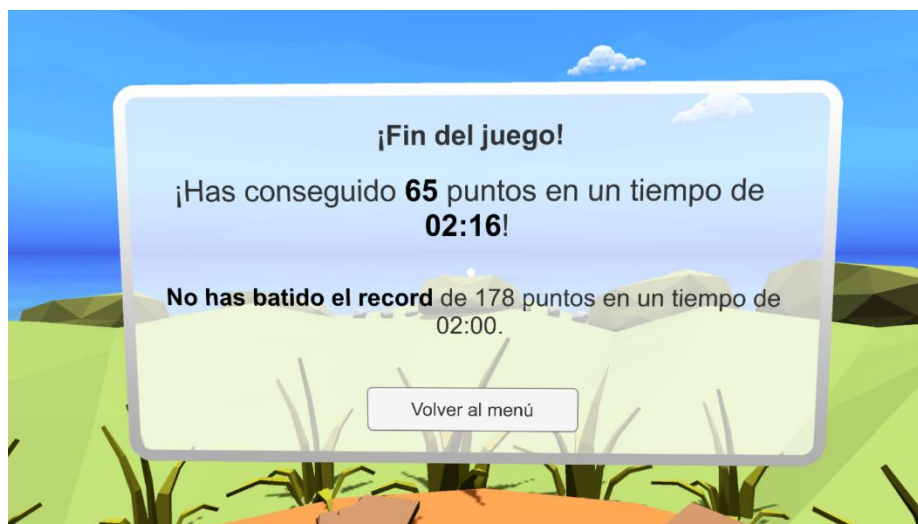 ¡Fin del juego!
¡Has conseguido 65 puntos en un tiempo de
02:16!
No has batido el record de 178 puntos en un tiempo de
02:00.
Volver al menú